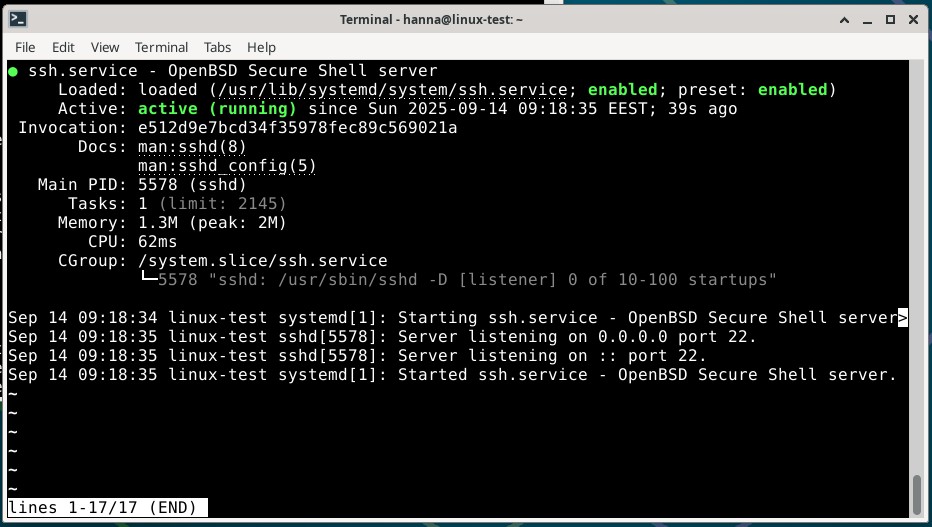 Terminal - hanna@linux-test: ~
File Edit View Terminal Tabs Help
● ssh.service - OpenBSD Secure Shell server
Loaded: loaded (/usr/lib/systemd/system/ssh.service; enabled; preset: enabled)
Active: active (running) since Sun 2025-09-14 09:18:35 EEST; 39s ago
Invocation: e512d9e7bcd34f35978fec89c569021a
Docs: man:sshd(8)
man:sshd_config(5)
Main PID: 5578 (sshd)
Tasks: 1 (limit: 2145)
Memory: 1.3M (peak: 2M)
CPU: 62ms
CGroup: /system.slice/ssh.service
└─5578 "sshd: /usr/sbin/sshd -D [listener] 0 of 10-100 startups"
Sep 14 09:18:34 linux-test systemd[1]: Starting ssh.service - OpenBSD Secure Shell server>
Sep 14 09:18:35 linux-test sshd[5578]: Server listening on 0.0.0.0 port 22.
Sep 14 09:18:35 linux-test sshd[5578]: Server listening on :: port 22.
Sep 14 09:18:35 linux-test systemd[1]: Started ssh.service - OpenBSD Secure Shell server.
~
~
~
~
~
~
lines 1-17/17 (END)